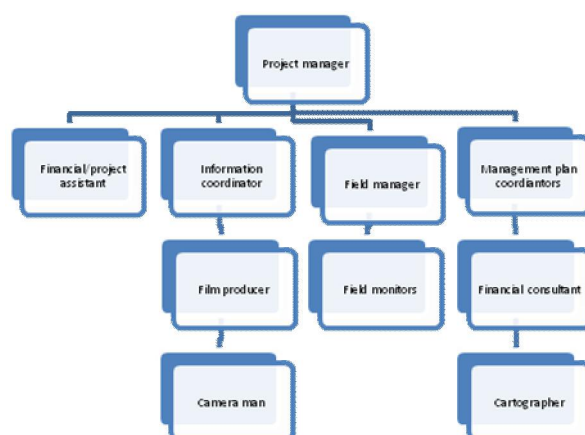 Project manager
Financial/project
assistant
Information
coordinator
Field manager
Management plan
coordiantors
Film producer
Field monitors
Financial consultant
Camera man
Cartographer